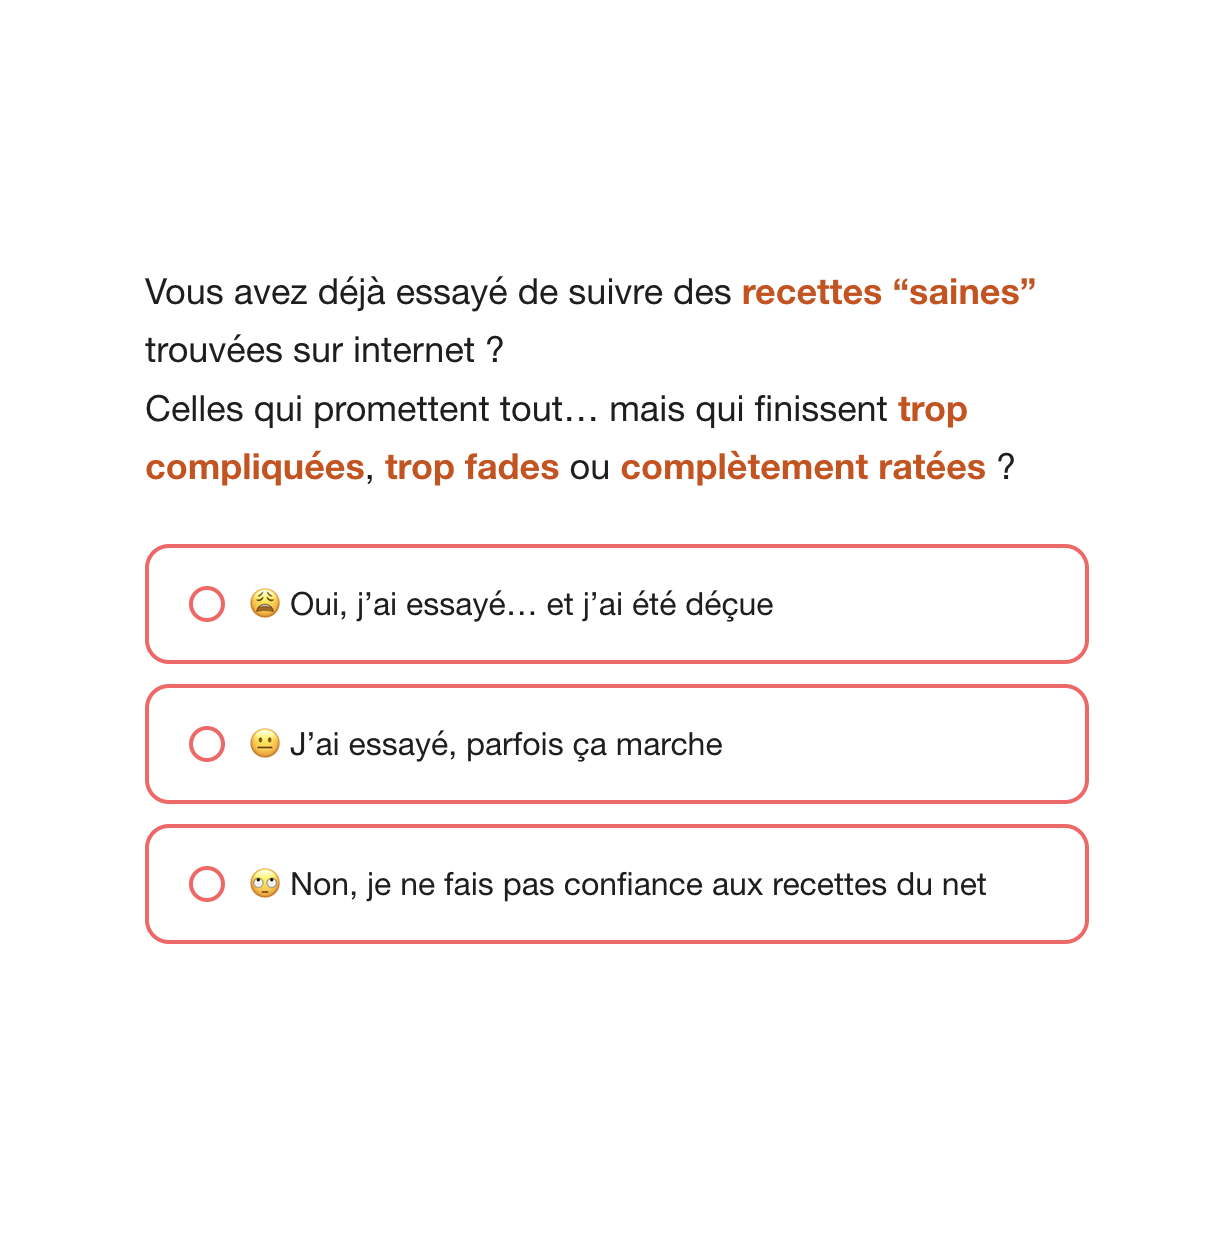 Vous avez déjà essayé de suivre des recettes “saines”
trouvées sur internet ?
Celles qui promettent tout… mais qui finissent trop
compliquées, trop fades ou complètement ratées ?
😩 Oui, j’ai essayé… et j’ai été déçue
😐 J’ai essayé, parfois ça marche
🙄 Non, je ne fais pas confiance aux recettes du net